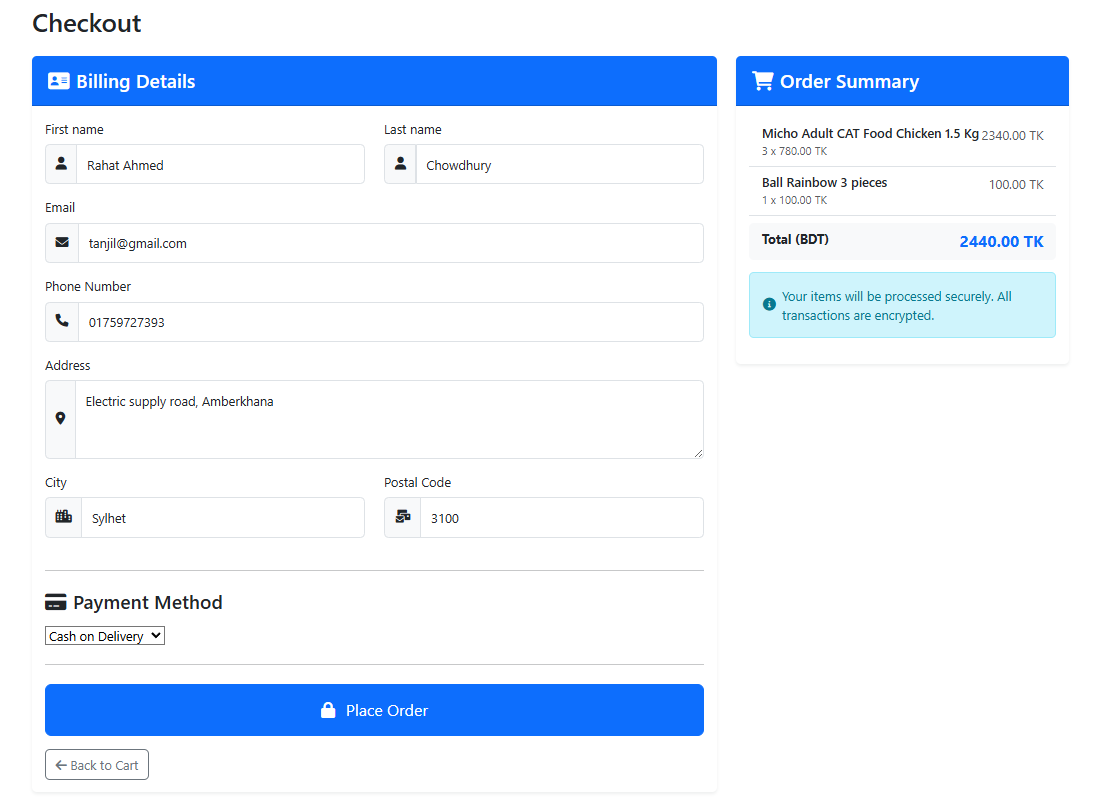 Checkout
Billing Details
First name
Last name
Rahat Ahmed
Chowdhury
Email
tanjil@gmail.com
Phone Number
01759727393
Address
Electric supply road, Amberkhana
City
Postal Code
Sylhet
3100
Payment Method
Cash on Delivery
Place Order
Back to Cart
Order Summary
Micho Adult CAT Food Chicken 1.5 Kg 2340.00 TK
3 x 780.00 TK
Ball Rainbow 3 pieces 100.00 TK
1 x 100.00 TK
Total (BDT) 2440.00 TK
Your items will be processed securely. All
transactions are encrypted.